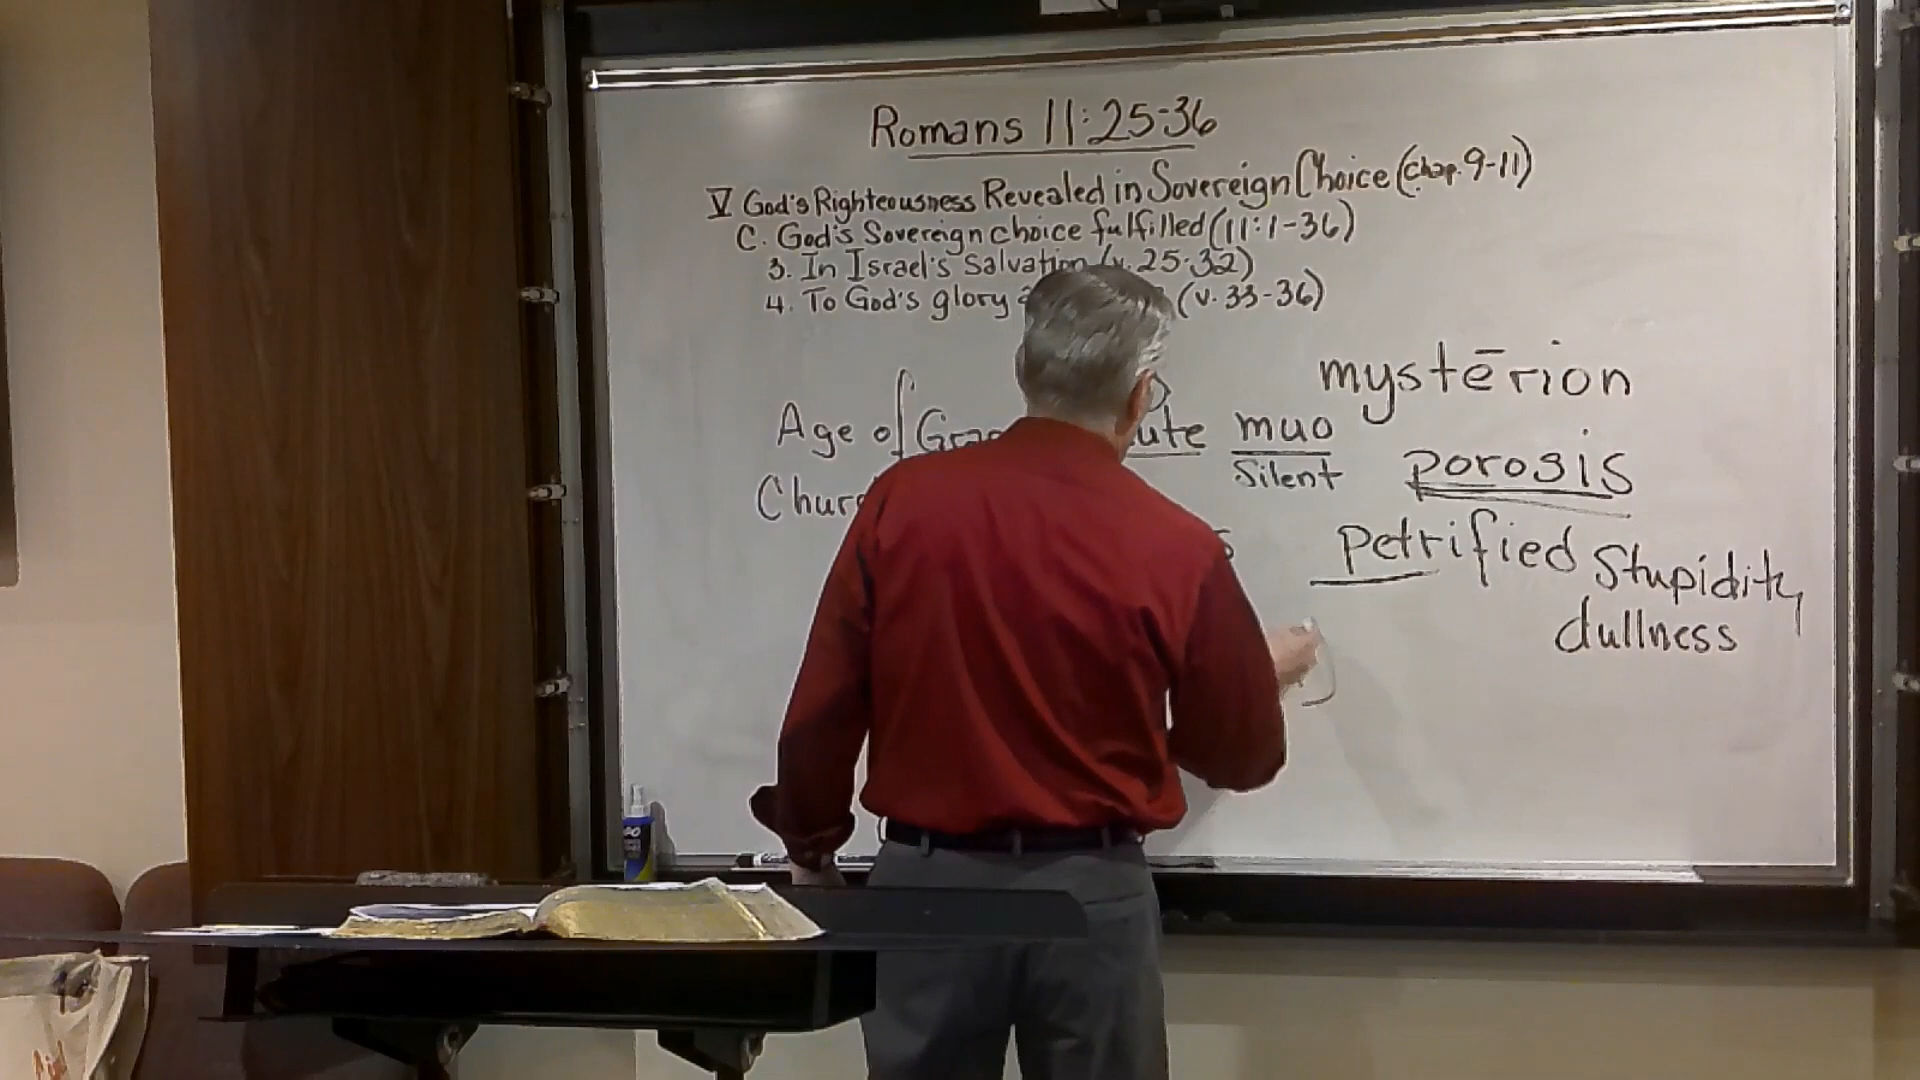 Romans 11:25-36
V God's Righteousness Revealed in Sovereign Choice (chap. 9-11)
C. God's Sovereign choice fulfilled (11:1-36)
3. In Israel's Salvation (v. 25-32)
4. To God's glory (v. 33-36)
mystērion
Age of muo
Silent
porosis
petrified stupidity
dullness